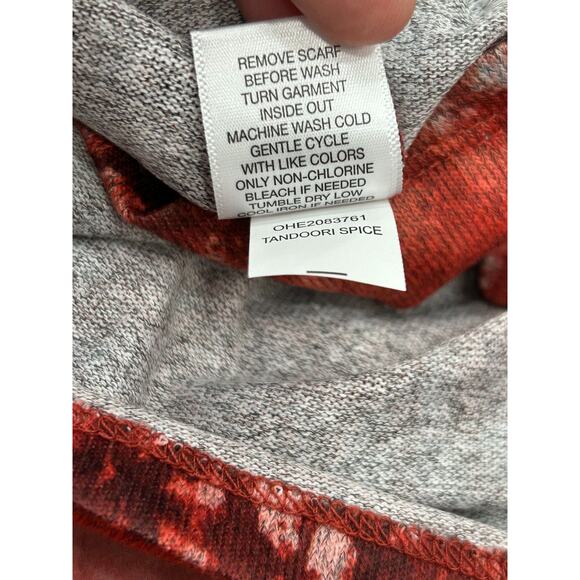 REMOVE SCARF
BEFORE WASH
TURN GARMENT
INSIDE OUT
MACHINE WASH COLD
GENTLE CYCLE
WITH LIKE COLORS
ONLY NON-CHLORINE
BLEACH IF NEEDED
TUMBLE DRY LOW
COOL IRON IF NEEDED
OHE2083761
TANDOORI SPICE